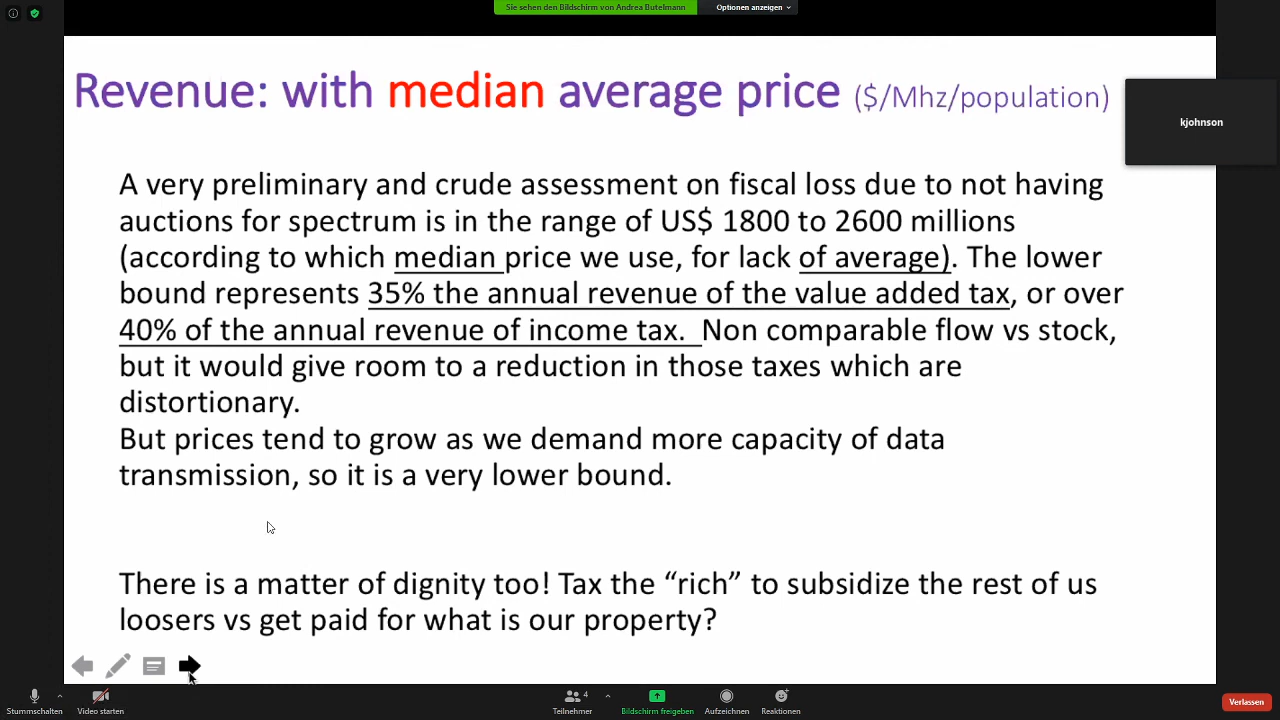 Sie sehen den Bildschirm von Andrea Butelmann
Optionen anzeigen
Revenue: with median average price ($/Mhz/population)
kjohnson
A very preliminary and crude assessment on fiscal loss due to not having
auctions for spectrum is in the range of US$ 1800 to 2600 millions
(according to which median price we use, for lack of average). The lower
bound represents 35% the annual revenue of the value added tax, or over
40% of the annual revenue of income tax. Non comparable flow vs stock,
but it would give room to a reduction in those taxes which are
distortionary.
But prices tend to grow as we demand more capacity of data
transmission, so it is a very lower bound.
There is a matter of dignity too! Tax the “rich” to subsidize the rest of us
loosers vs get paid for what is our property?
Stummschalten
Video starten
4
Teilnehmer
Bildschirm freigeben
Aufzeichnen
Reaktionen
Verlassen